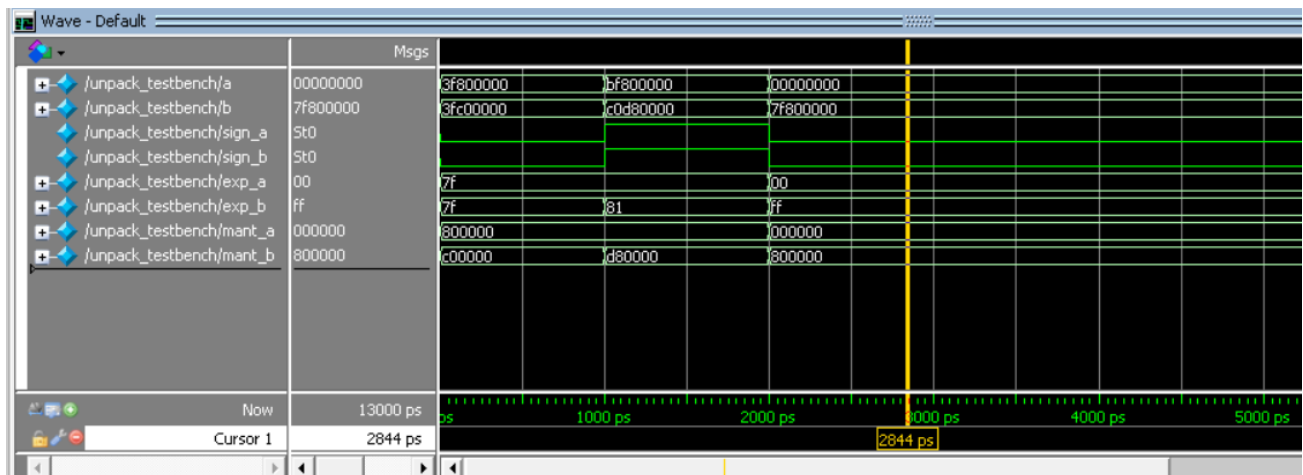 Wave - Default
Msgs
/unpack_testbench/a 00000000 3f800000 bf800000 00000000
/unpack_testbench/b 7f800000 3fc00000 c0d80000 7f800000
/unpack_testbench/sign_a St0
/unpack_testbench/sign_b St0
/unpack_testbench/exp_a 00 7f 00
/unpack_testbench/exp_b ff 7f 81 ff
/unpack_testbench/mant_a 000000 800000 000000
/unpack_testbench/mant_b 800000 c00000 d80000 800000
Now 13000 ps ps 1000 ps 2000 ps 3000 ps 4000 ps 5000 ps
Cursor 1 2844 ps 2844 ps